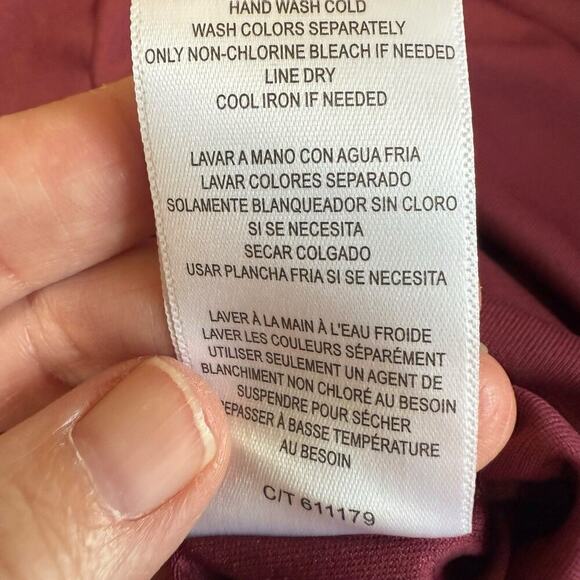 HAND WASH COLD
WASH COLORS SEPARATELY
ONLY NON-CHLORINE BLEACH IF NEEDED
LINE DRY
COOL IRON IF NEEDED
LAVAR A MANO CON AGUA FRIA
LAVAR COLORES SEPARADO
SOLAMENTE BLANQUEADOR SIN CLORO
SI SE NECESITA
SECAR COLGADO
USAR PLANCHA FRIA SI SE NECESITA
LAVER À LA MAIN À L'EAU FROIDE
LAVER LES COULEURS SÉPARÉMENT
UTILISER SEULEMENT UN AGENT DE
BLANCHIMENT NON CHLORÉ AU BESOIN
SUSPENDRE POUR SÉCHER
EPASSER À BASSE TEMPÉRATURE
AU BESOIN
C/T 611179